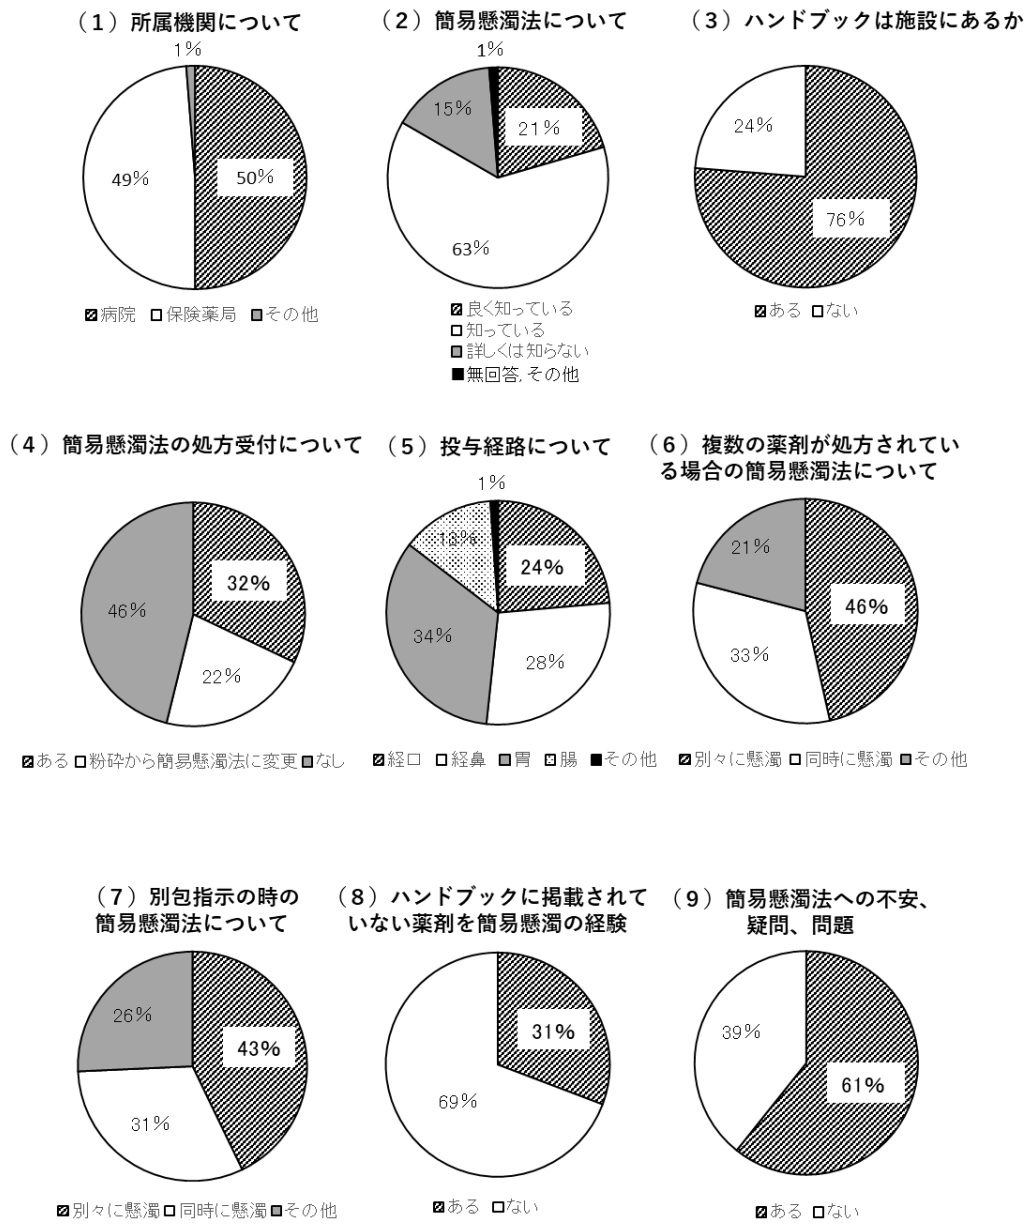 （１）所属機関について
1％
49％
50％
病院 保険薬局 その他
（２）簡易懸濁法について
1％
15％
21％
63％
良く知っている
知っている
詳しくは知らない
無回答, その他
（３）ハンドブックは施設にあるか
24％
76％
ある ない
（４）簡易懸濁法の処方受付について
32％
46％
22％
ある 粉砕から簡易懸濁法に変更 なし
（５）投与経路について
1％
13％
24％
34％
28％
経口 経鼻 胃 腸 その他
（６）複数の薬剤が処方されてい
る場合の簡易懸濁法について
21％
46％
33％
別々に懸濁 同時に懸濁 その他
（７）別包指示の時の
簡易懸濁法について
26％
43％
31％
別々に懸濁 同時に懸濁 その他
（８）ハンドブックに掲載されて
いない薬剤を簡易懸濁の経験
31％
69％
ある ない
（９）簡易懸濁法への不安、
疑問、問題
39％
61％
ある ない